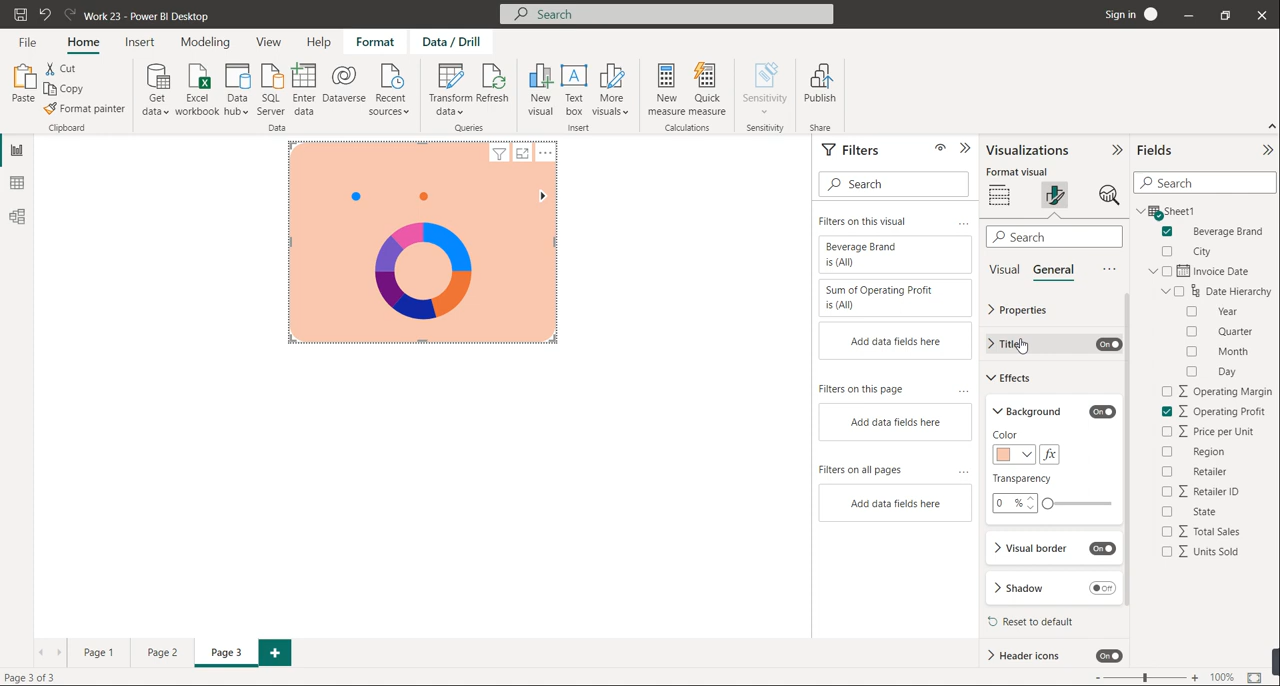 Work 23 - Power BI Desktop
Search
Sign in
File
Home
Insert
Modeling
View
Help
Format
Data / Drill
Paste
Cut
Copy
Format painter
Clipboard
Get data
Excel workbook
Data hub
SQL Server
Enter data
Dataverse
Recent sources
Data
Transform data
Refresh
Queries
New visual
Text box
More visuals
Insert
New measure
Quick measure
Calculations
Sensitivity
Sensitivity
Publish
Share
Filters
Search
Filters on this visual
Beverage Brand
is (All)
Sum of Operating Profit
is (All)
Add data fields here
Filters on this page
Add data fields here
Filters on all pages
Add data fields here
Visualizations
Format visual
Search
Visual
General
Properties
Title
On
Effects
Background
On
Color
fx
Transparency
0 %
Visual border
On
Shadow
Off
Reset to default
Header icons
On
Fields
Search
Sheet1
Beverage Brand
City
Invoice Date
Date Hierarchy
Year
Quarter
Month
Day
Operating Margin
Operating Profit
Price per Unit
Region
Retailer
Retailer ID
State
Total Sales
Units Sold
Page 1
Page 2
Page 3
Page 3 of 3
100%